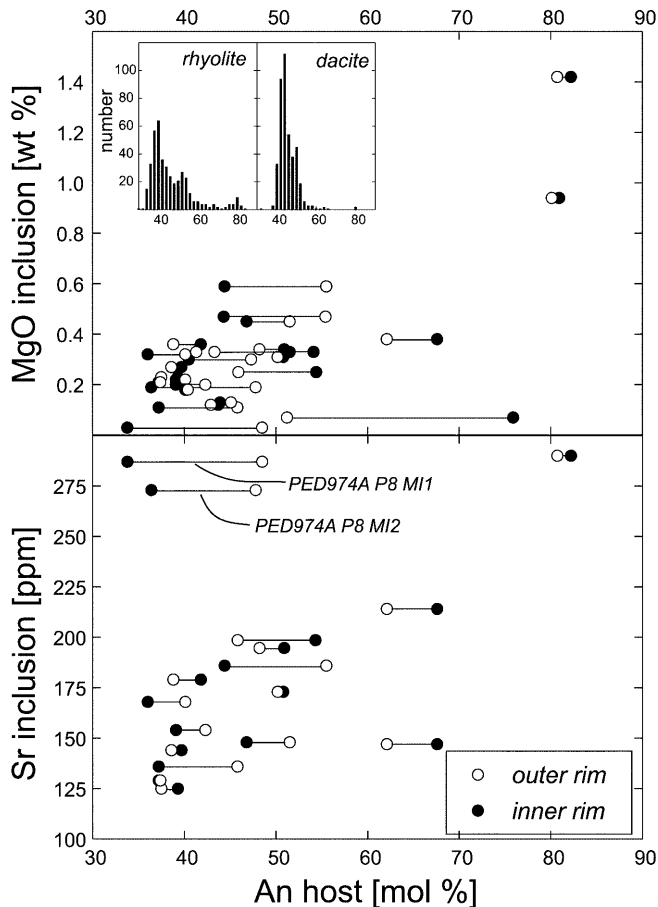 30 40 50 60 70 80 90
MgO inclusion [wt %]
1.4
1.2
1.0
0.8
0.6
0.4
0.2
number
100
60
20
rhyolite
40 60 80
dacite
40 60 80
Sr inclusion [ppm]
275
250
225
200
175
150
125
100
PED974A P8 MI1
PED974A P8 MI2
outer rim
inner rim
30 40 50 60 70 80 90
An host [mol %]